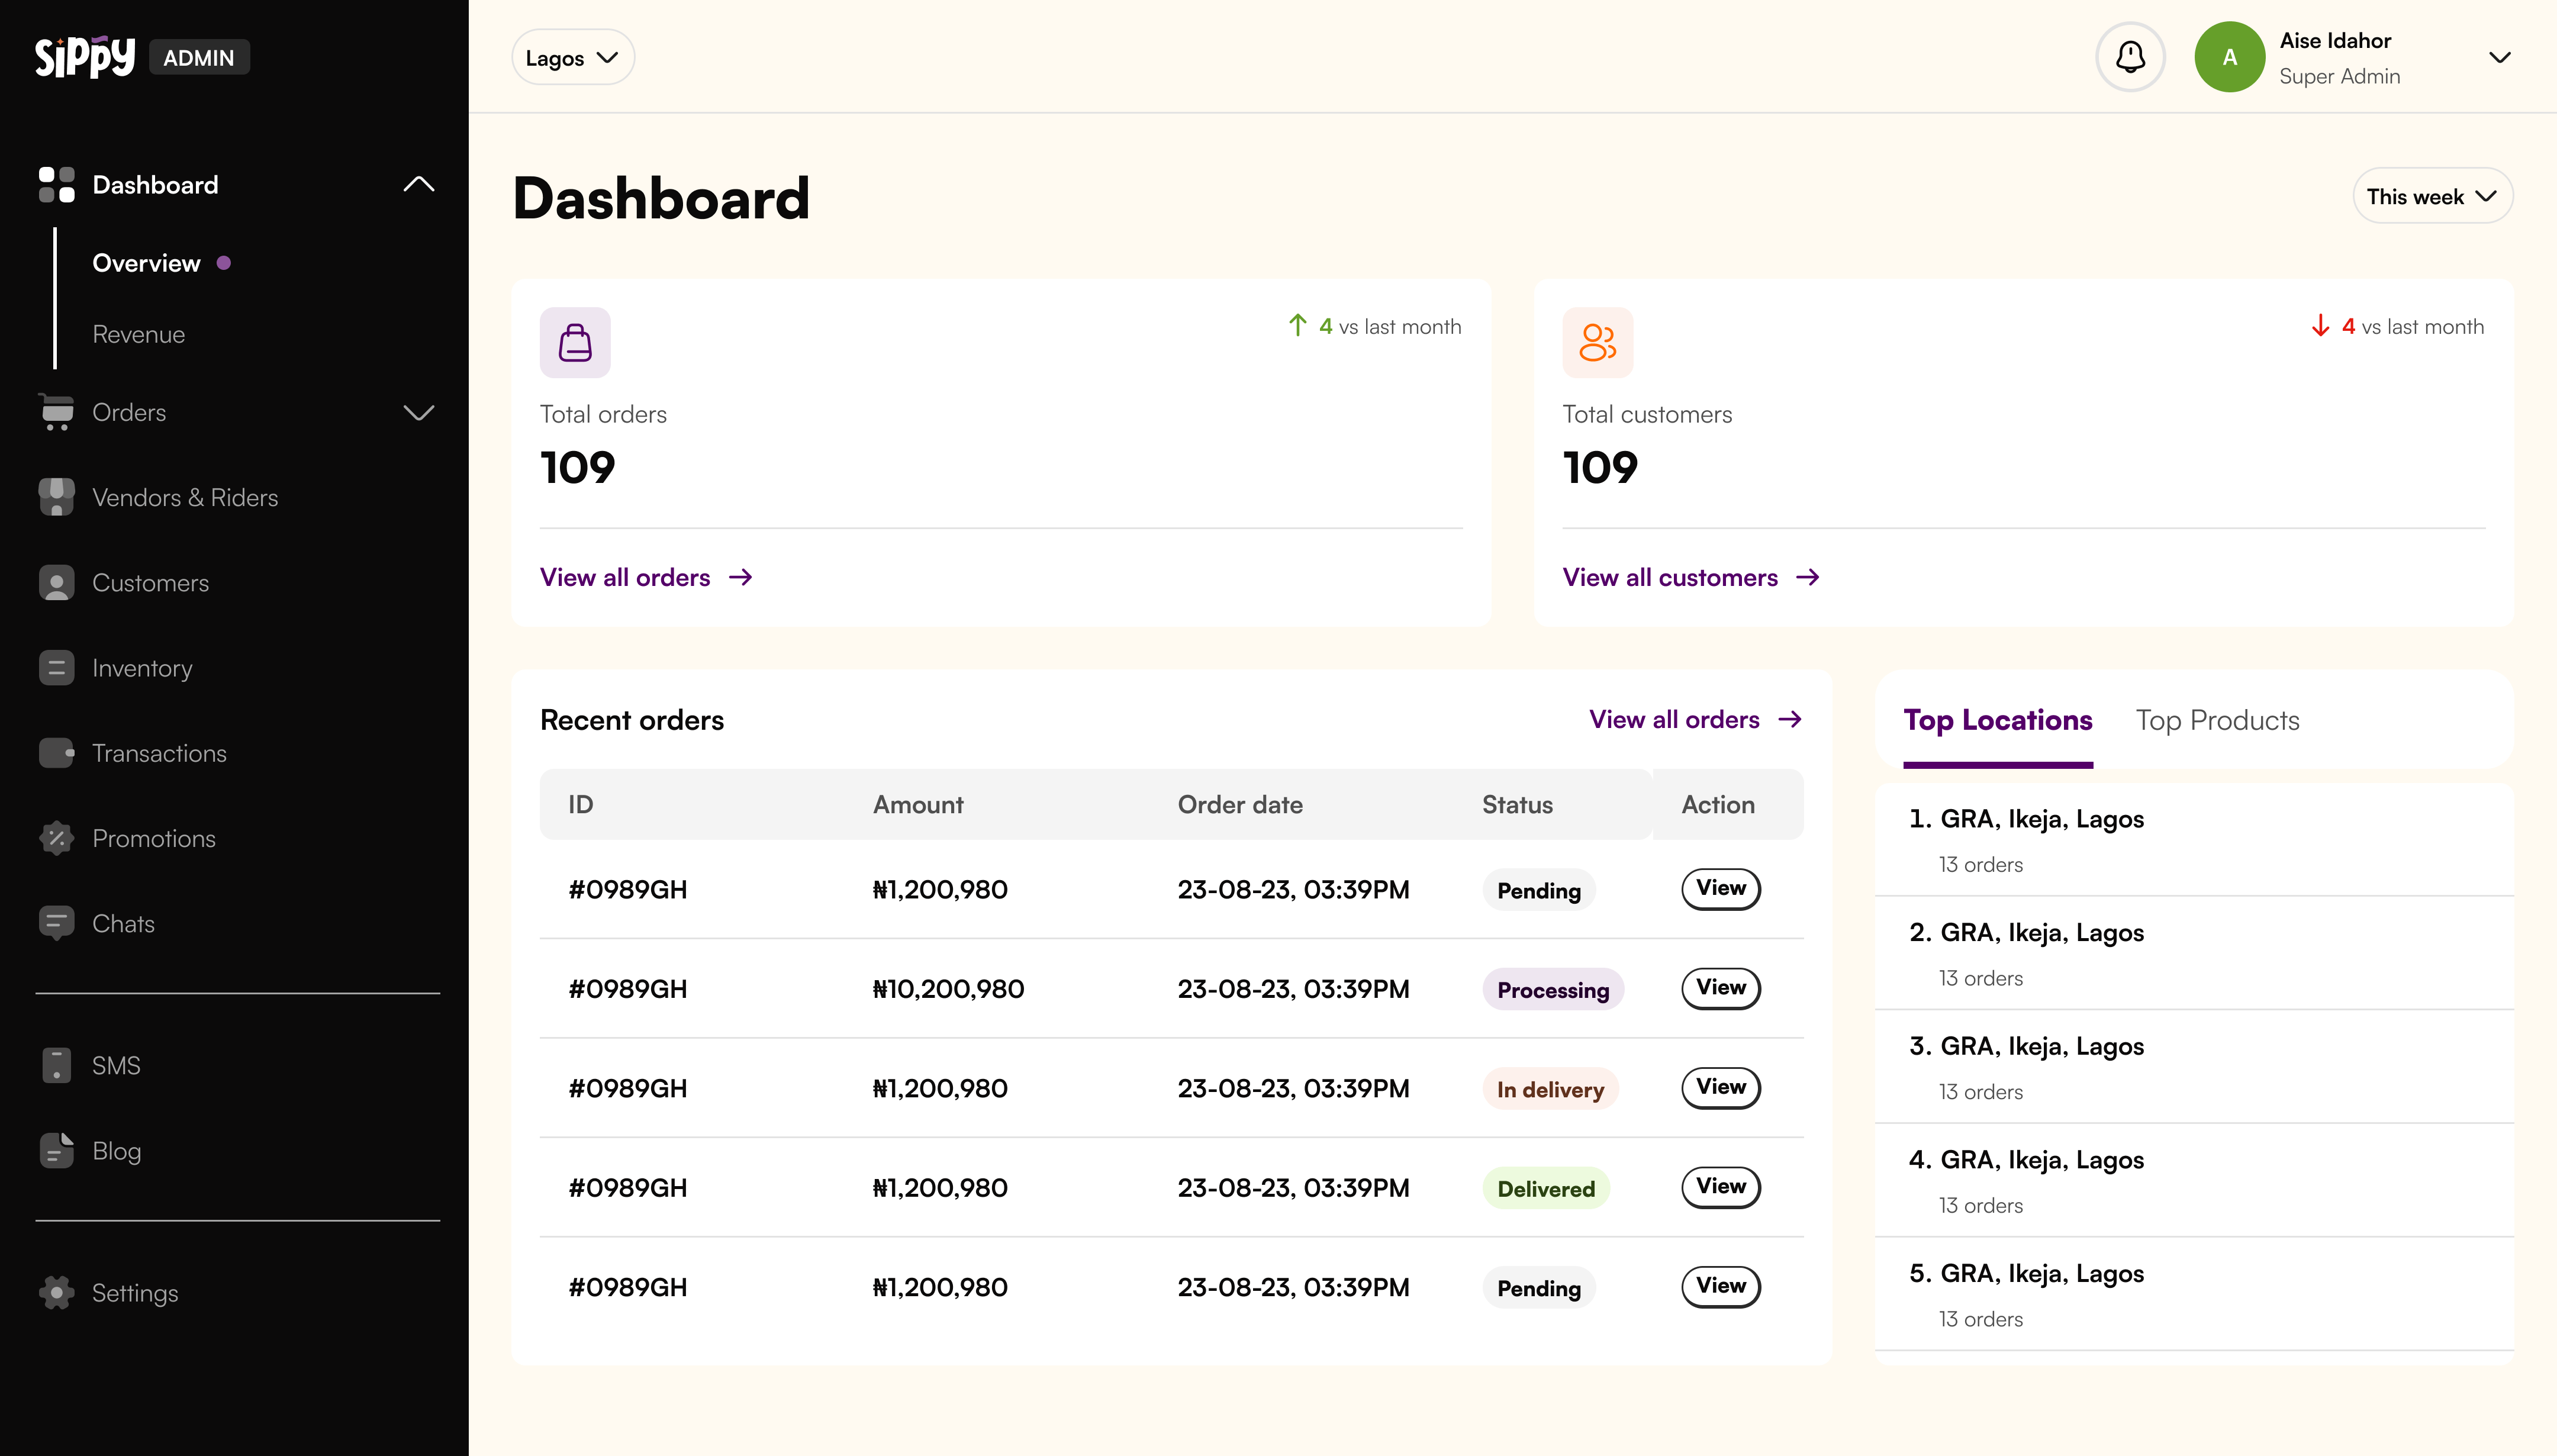 Sippy ADMIN
Lagos
A
Aise Idahor
Super Admin
Dashboard
Overview
Revenue
Orders
Vendors & Riders
Customers
Inventory
Transactions
Promotions
Chats
SMS
Blog
Settings
Dashboard
This week
4 vs last month
Total orders
109
View all orders
4 vs last month
Total customers
109
View all customers
Recent orders
View all orders
ID Amount Order date Status Action
#0989GH ₦1,200,980 23-08-23, 03:39PM Pending View
#0989GH ₦10,200,980 23-08-23, 03:39PM Processing View
#0989GH ₦1,200,980 23-08-23, 03:39PM In delivery View
#0989GH ₦1,200,980 23-08-23, 03:39PM Delivered View
#0989GH ₦1,200,980 23-08-23, 03:39PM Pending View
Top Locations Top Products
1. GRA, Ikeja, Lagos
13 orders
2. GRA, Ikeja, Lagos
13 orders
3. GRA, Ikeja, Lagos
13 orders
4. GRA, Ikeja, Lagos
13 orders
5. GRA, Ikeja, Lagos
13 orders